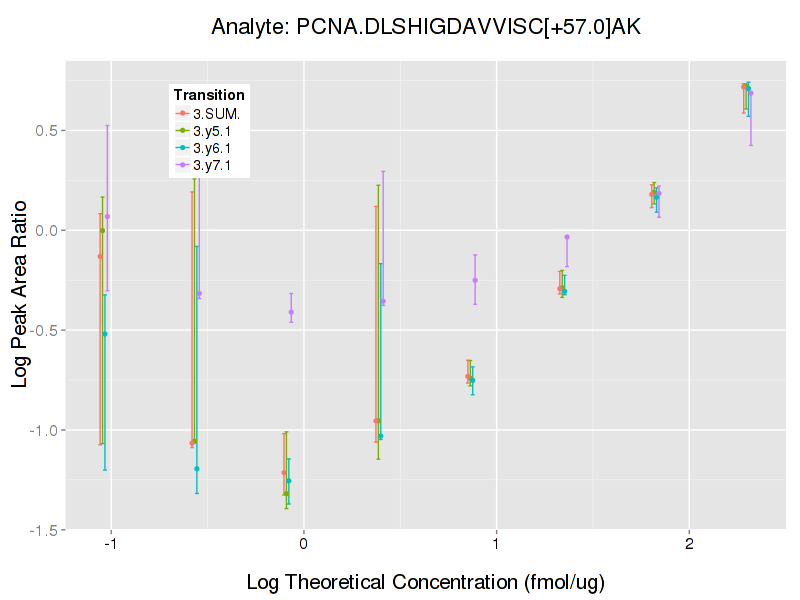 Analyte: PCNA.DLSHIGDAVVISC[+57.0]AK
Transition
3.SUM.
3.y5.1
3.y6.1
3.y7.1
Log Peak Area Ratio
0.5
0.0
-0.5
-1.0
-1.5
-1 0 1 2
Log Theoretical Concentration (fmol/ug)